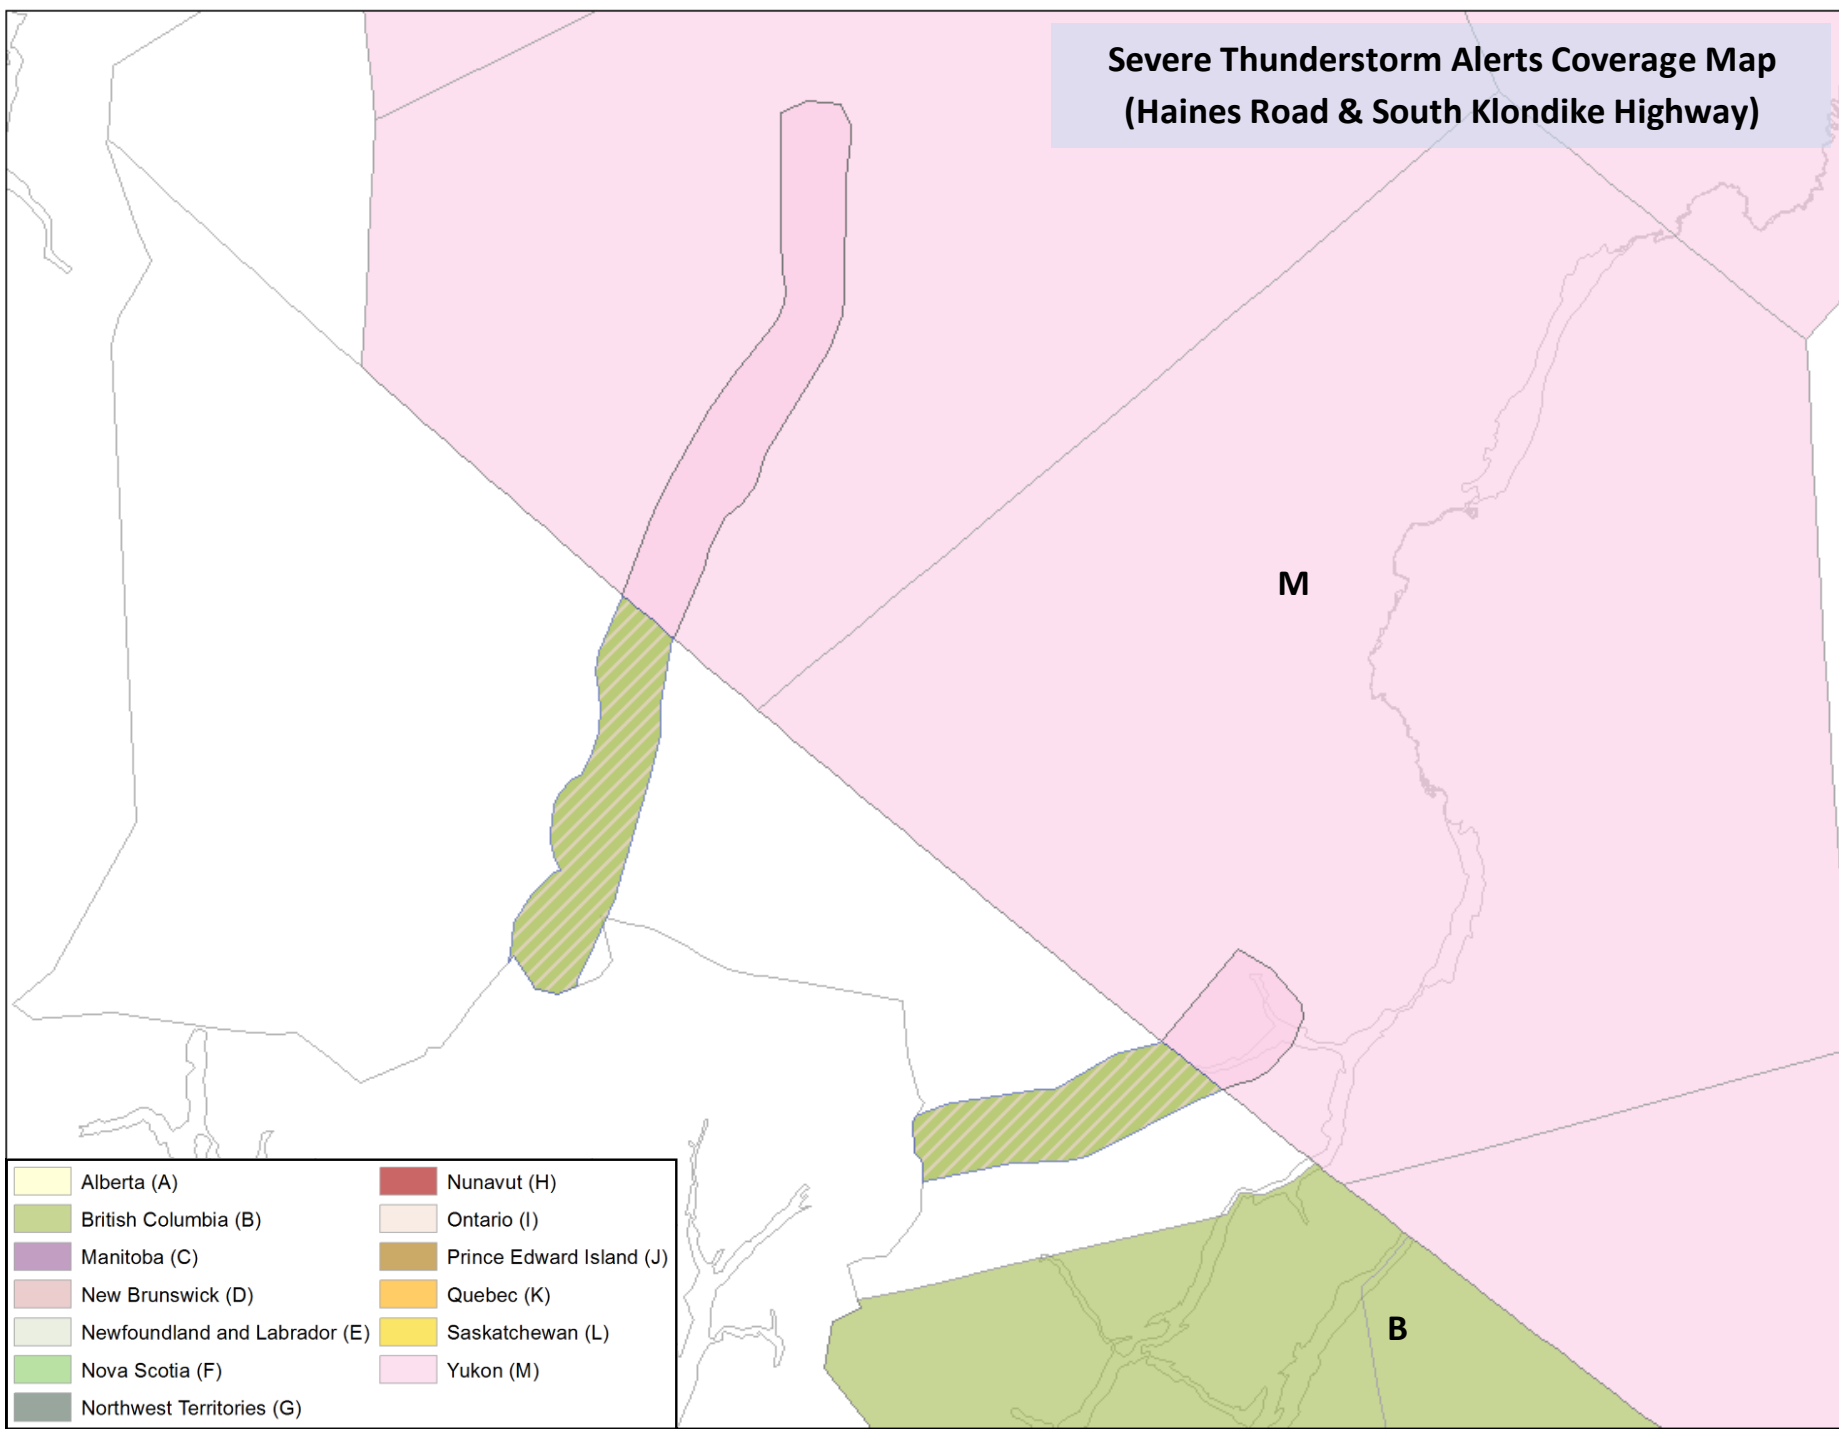 Severe Thunderstorm Alerts Coverage Map
(Haines Road & South Klondike Highway)
M
B
Alberta (A)
British Columbia (B)
Manitoba (C)
New Brunswick (D)
Newfoundland and Labrador (E)
Nova Scotia (F)
Northwest Territories (G)
Nunavut (H)
Ontario (I)
Prince Edward Island (J)
Quebec (K)
Saskatchewan (L)
Yukon (M)